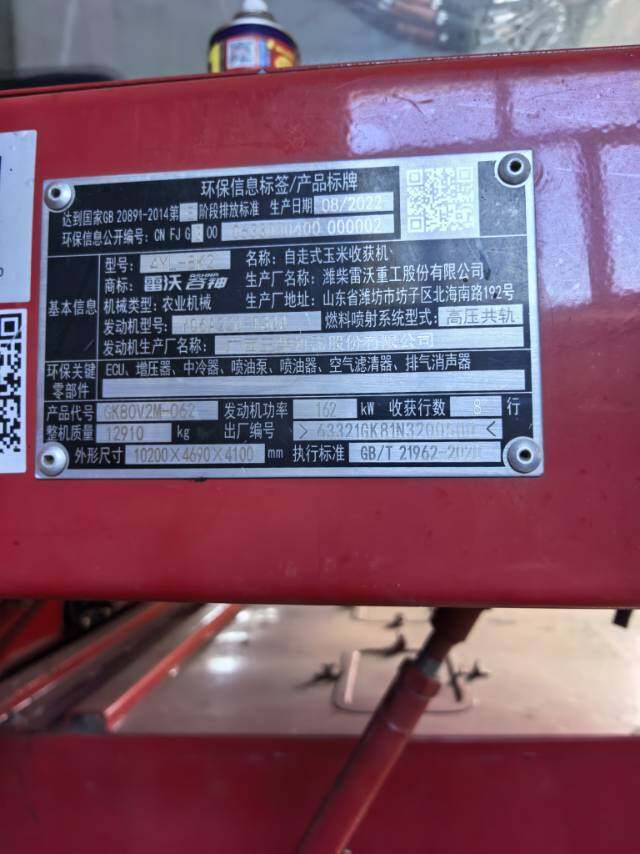 环保信息标签/产品标牌
达到国家GB 20891-2014第 阶段排放标准 生产日期 08/2022
环保信息公开编号: CN FJ G 00 000002
型号: 4YL-8K2 名称: 自走式玉米收获机
商标: 雷沃谷神 生产厂名称: 潍柴雷沃重工股份有限公司
基本信息 机械类型: 农业机械 生产厂地址: 山东省潍坊市坊子区北海南路192号
发动机型号: 燃料喷射系统型式: 高压共轨
发动机生产厂名称: 股份有限公司
环保关键零部件 ECU、增压器、中冷器、喷油泵、喷油器、空气滤清器、排气消声器
产品代号 GK80V2M-062 发动机功率 162 kW 收获行数 8 行
整机质量 12910 kg 出厂编号
外形尺寸 10200×4690×4100 mm 执行标准 GB/T 21962-2020